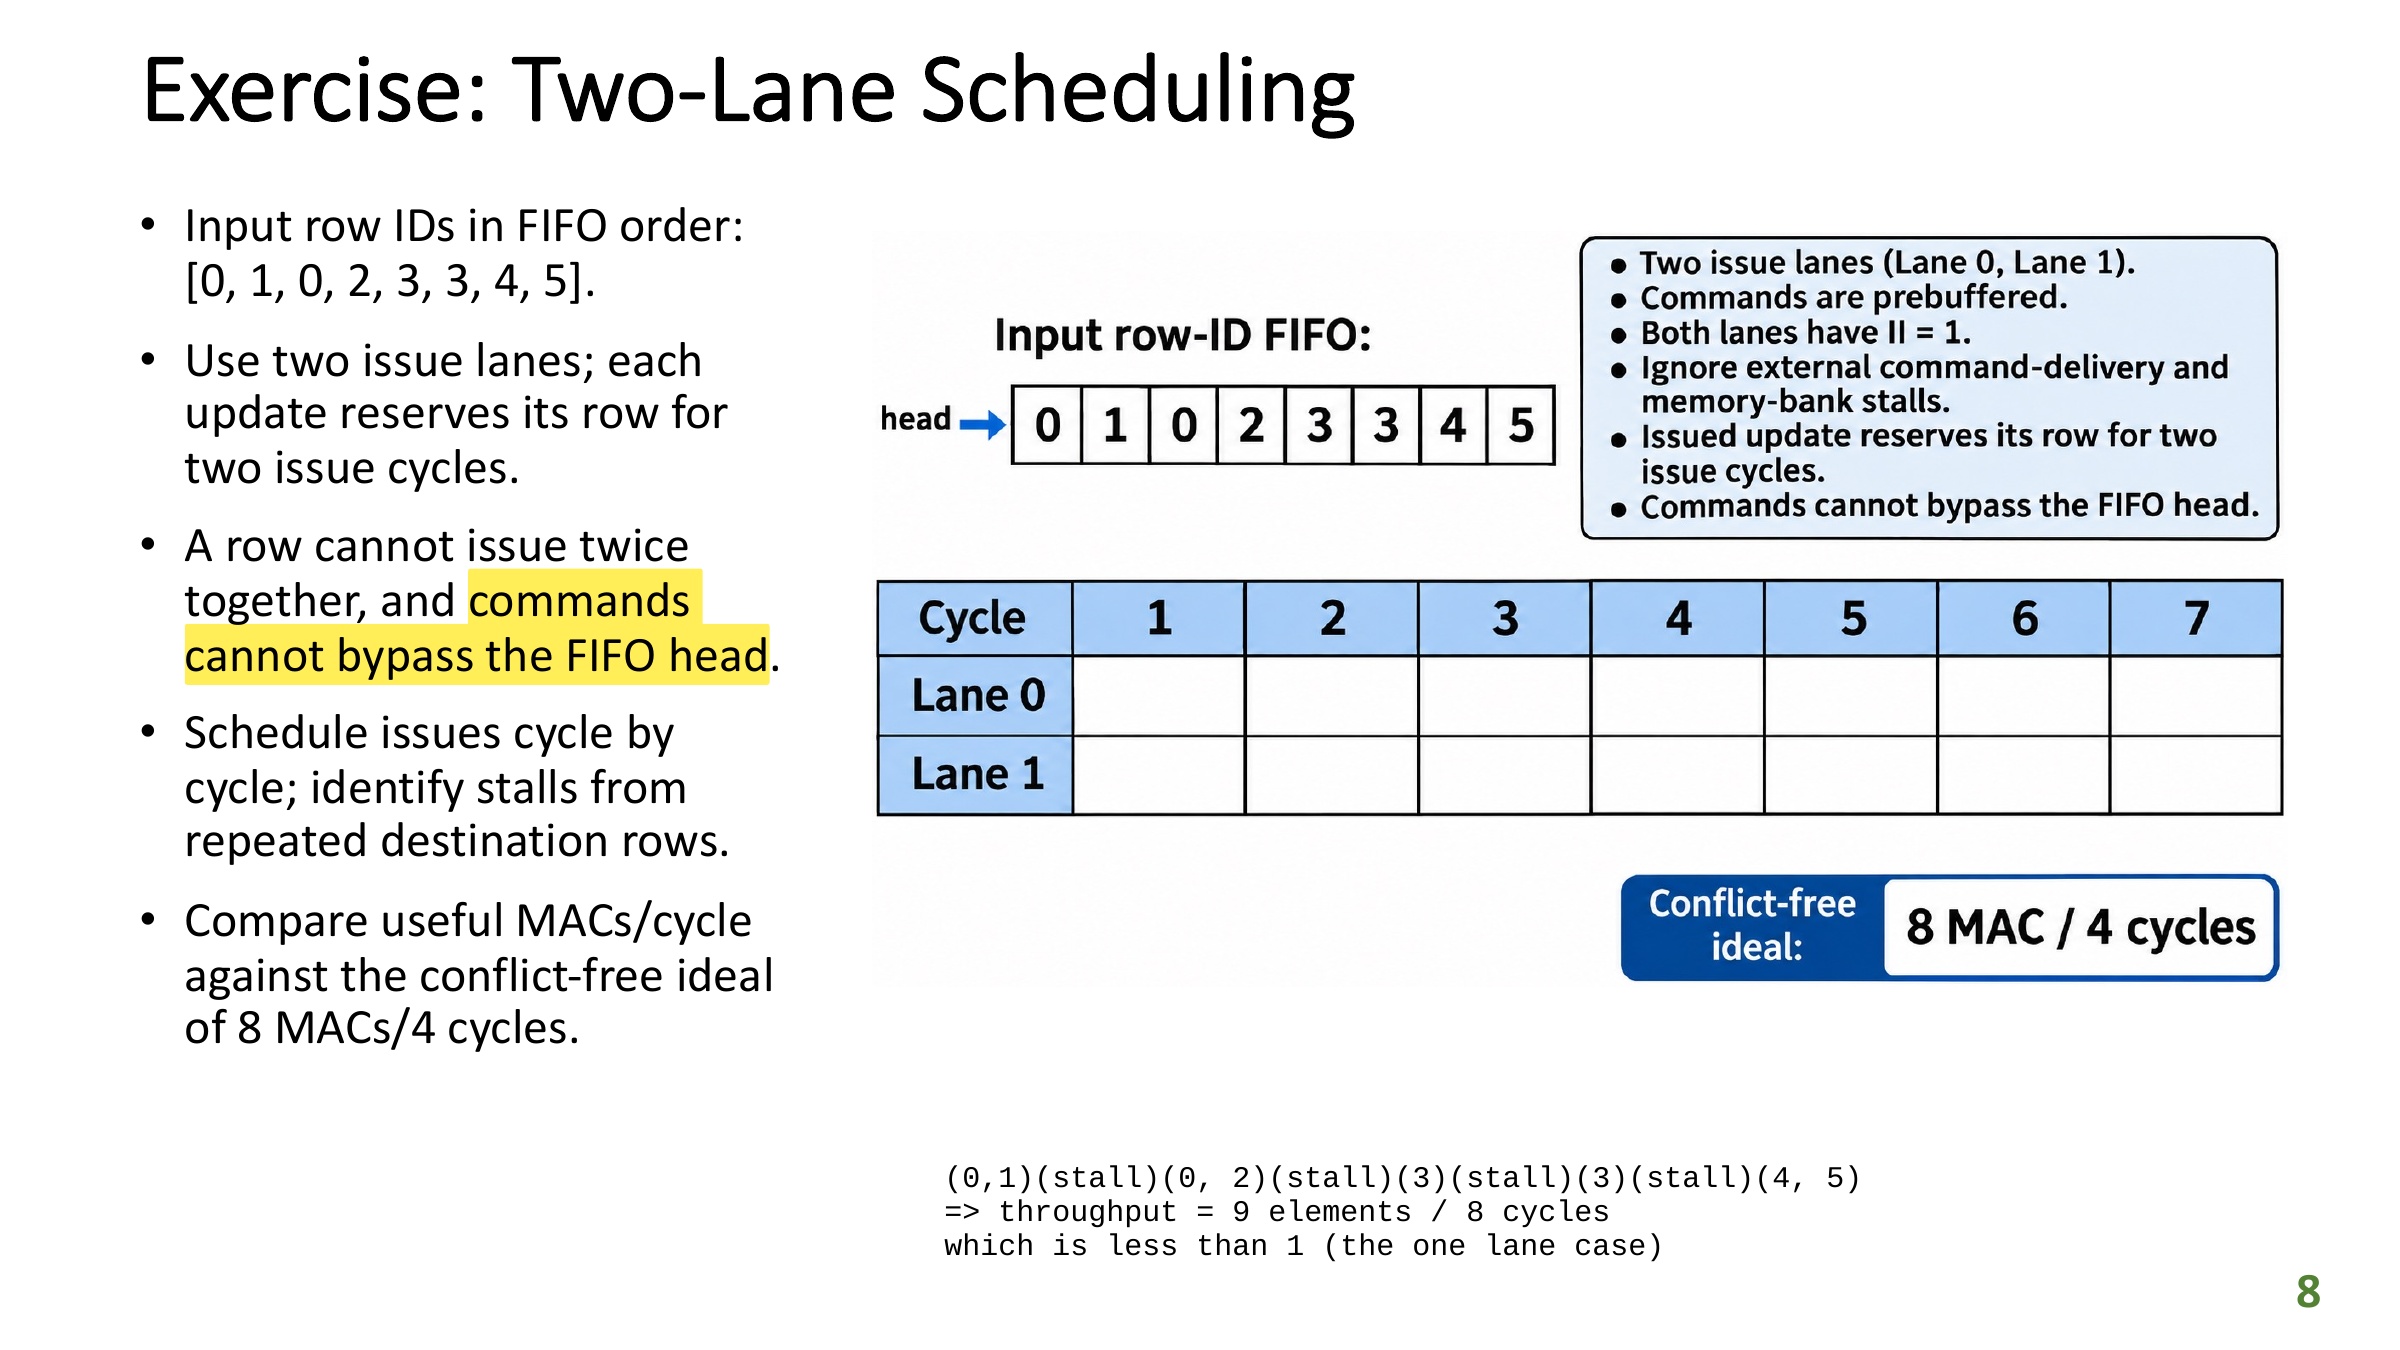 Exercise: Two-Lane Scheduling
• Input row IDs in FIFO order:
[0, 1, 0, 2, 3, 3, 4, 5].
• Use two issue lanes; each
update reserves its row for
two issue cycles.
• A row cannot issue twice
together, and commands
cannot bypass the FIFO head.
• Schedule issues cycle by
cycle; identify stalls from
repeated destination rows.
• Compare useful MACs/cycle
against the conflict-free ideal
of 8 MACs/4 cycles.
Input row-ID FIFO:
head 0 1 0 2 3 3 4 5
• Two issue lanes (Lane 0, Lane 1).
• Commands are prebuffered.
• Both lanes have II = 1.
• Ignore external command-delivery and
memory-bank stalls.
• Issued update reserves its row for two
issue cycles.
• Commands cannot bypass the FIFO head.
Cycle 1 2 3 4 5 6 7
Lane 0
Lane 1
Conflict-free
ideal:
8 MAC / 4 cycles
(0,1)(stall)(0, 2)(stall)(3)(stall)(3)(stall)(4, 5)
=> throughput = 9 elements / 8 cycles
which is less than 1 (the one lane case)
8